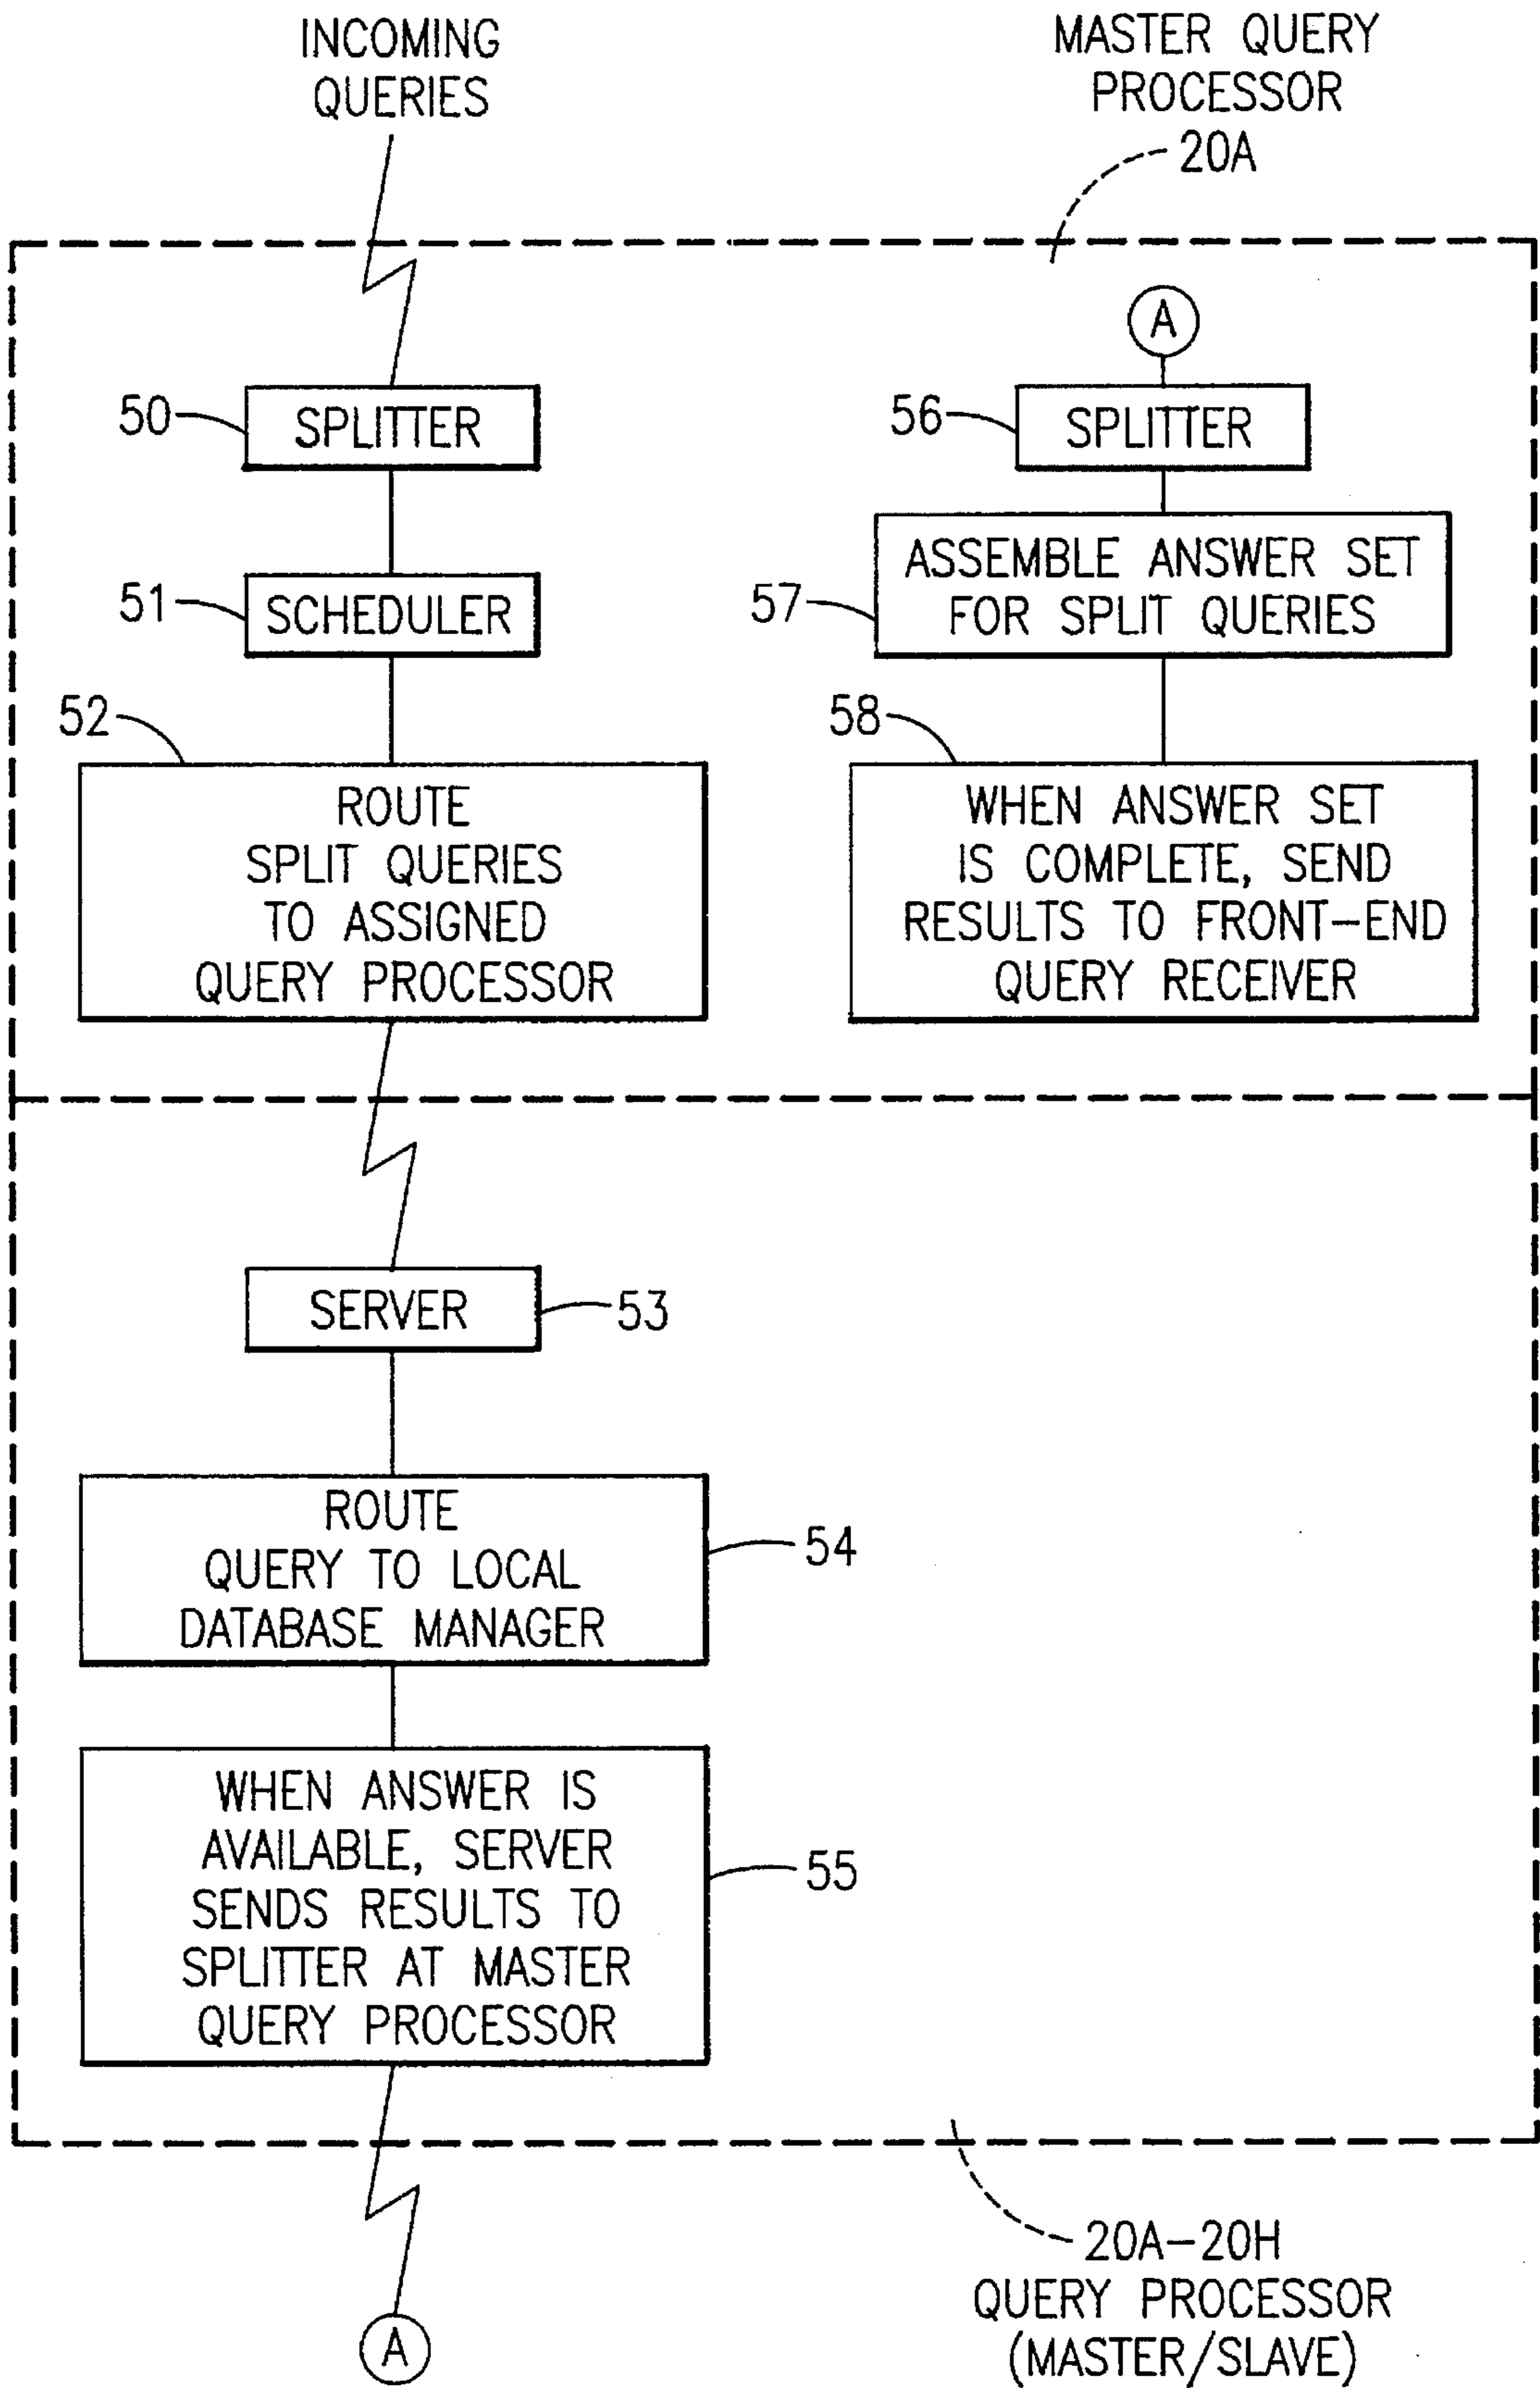 INCOMING
QUERIES
MASTER QUERY
PROCESSOR
20A
A
50
SPLITTER
56
SPLITTER
51
SCHEDULER
57
ASSEMBLE ANSWER SET
FOR SPLIT QUERIES
52
ROUTE
SPLIT QUERIES
TO ASSIGNED
QUERY PROCESSOR
58
WHEN ANSWER SET
IS COMPLETE, SEND
RESULTS TO FRONT-END
QUERY RECEIVER
SERVER
53
ROUTE
QUERY TO LOCAL
DATABASE MANAGER
54
WHEN ANSWER IS
AVAILABLE, SERVER
SENDS RESULTS TO
SPLITTER AT MASTER
QUERY PROCESSOR
55
20A-20H
QUERY PROCESSOR
(MASTER/SLAVE)
A